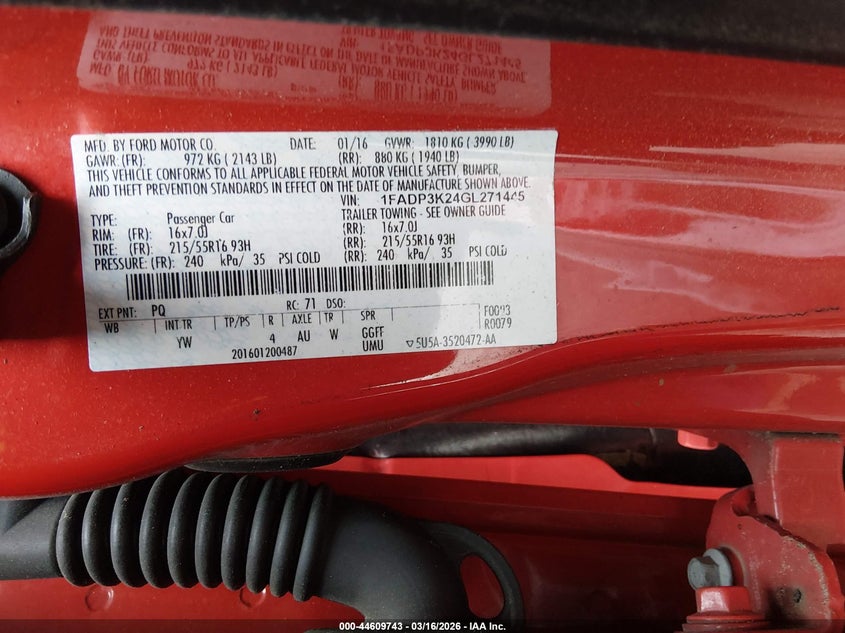 MFD. BY FORD MOTOR CO. DATE: 01/16 GVWR: 1810 KG ( 3990 LB)
GAWR: (FR): 972 KG ( 2143 LB) (RR): 880 KG ( 1940 LB)
THIS VEHICLE CONFORMS TO ALL APPLICABLE FEDERAL MOTOR VEHICLE SAFETY, BUMPER,
AND THEFT PREVENTION STANDARDS IN EFFECT ON THE DATE OF MANUFACTURE SHOWN ABOVE.
VIN: 1FADP3K24GL271445
TYPE: Passenger Car TRAILER TOWING - SEE OWNER GUIDE
RIM: (FR): 16x7.0J (RR): 16x7.0J
TIRE: (FR): 215/55R16 93H (RR): 215/55R16 93H
PRESSURE: (FR): 240 kPa/ 35 PSI COLD (RR): 240 kPa/ 35 PSI COLD
EXT PNT: PQ RC: 71 DSO:
WB INT TR TP/PS R AXLE TR SPR
YW 4 AU W GGFF
UMU
R0079
201601200487
5U5A-3520472-AA
000-44609743 - 03/16/2026 - IAA Inc.